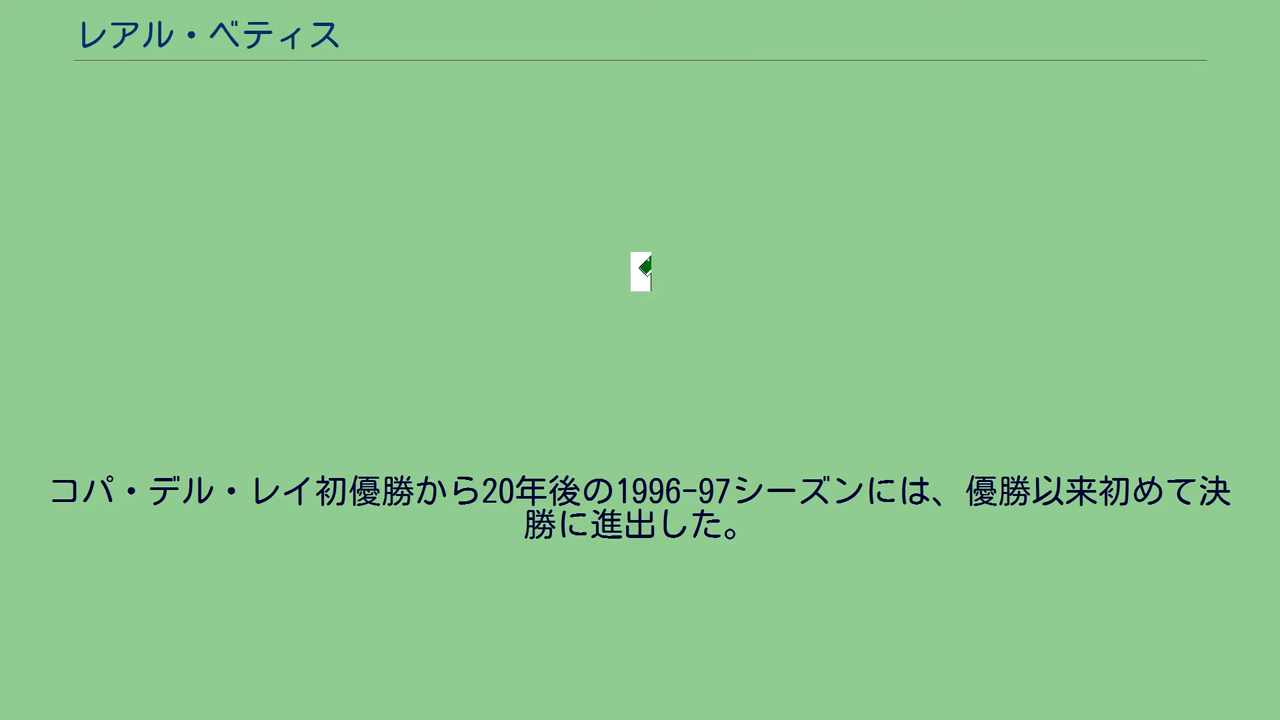 レアル・ベティス
コパ・デル・レイ初優勝から20年後の1996-97シーズンには、優勝以来初めて決
勝に進出した。